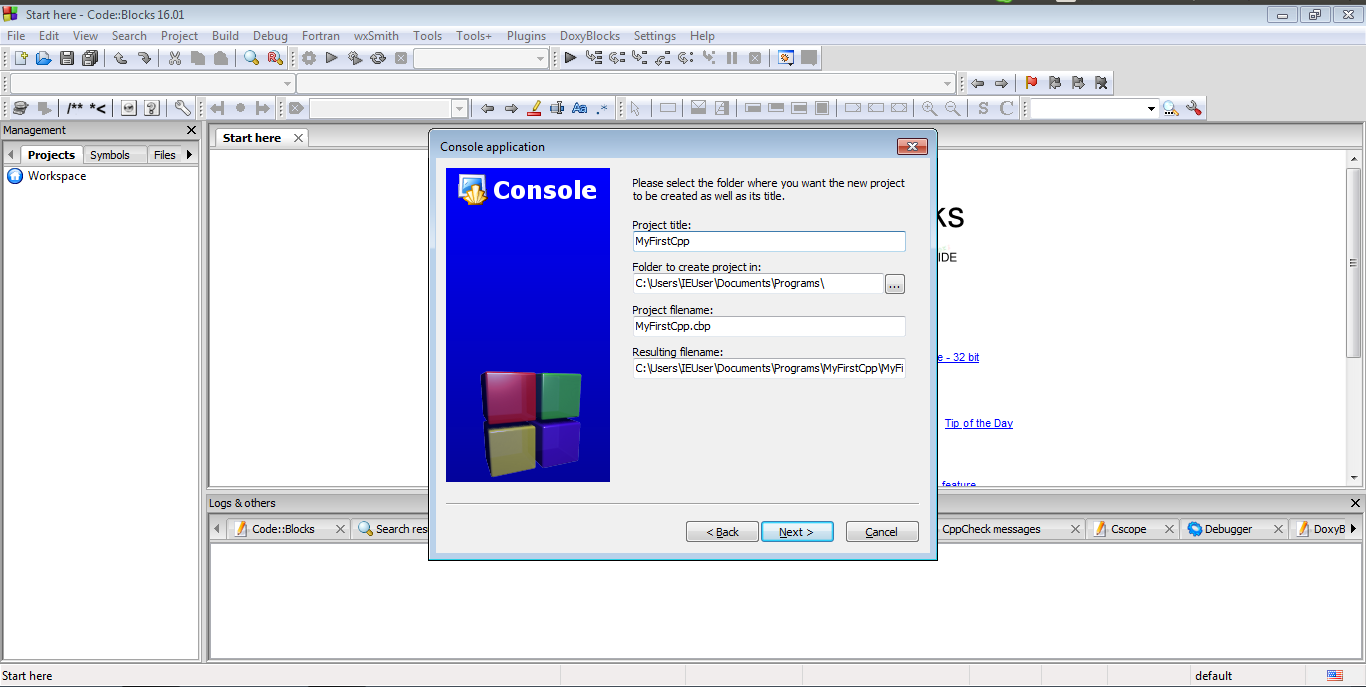 Start here - Code::Blocks 16.01
File Edit View Search Project Build Debug Fortran wxSmith Tools Tools+ Plugins DoxyBlocks Settings Help
/** *<
Aa .*
S C
Management
Projects Symbols Files
Workspace
Start here
Console application
Console
Please select the folder where you want the new project
to be created as well as its title.
Project title:
MyFirstCpp
Folder to create project in:
C:\Users\IEUser\Documents\Programs\
...
Project filename:
MyFirstCpp.cbp
Resulting filename:
C:\Users\IEUser\Documents\Programs\MyFirstCpp\MyFi
< Back Next > Cancel
ks
IDE
e - 32 bit
Tip of the Day
feature
Logs & others
Code::Blocks Search res CppCheck messages Cscope Debugger DoxyB
Start here default